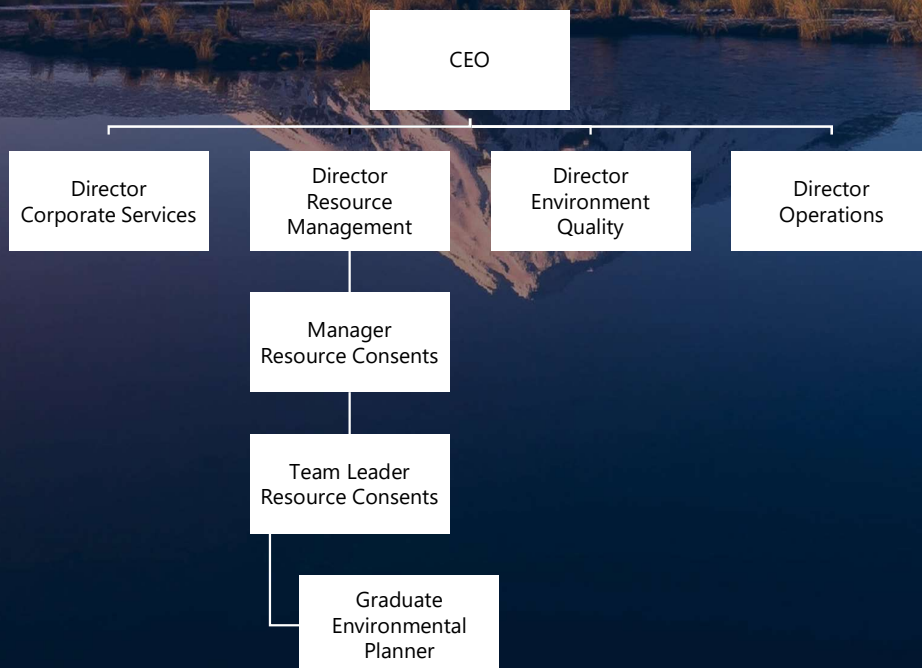 CEO
Director
Corporate Services
Director
Resource
Management
Director
Environment
Quality
Director
Operations
Manager
Resource Consents
Team Leader
Resource Consents
Graduate
Environmental
Planner